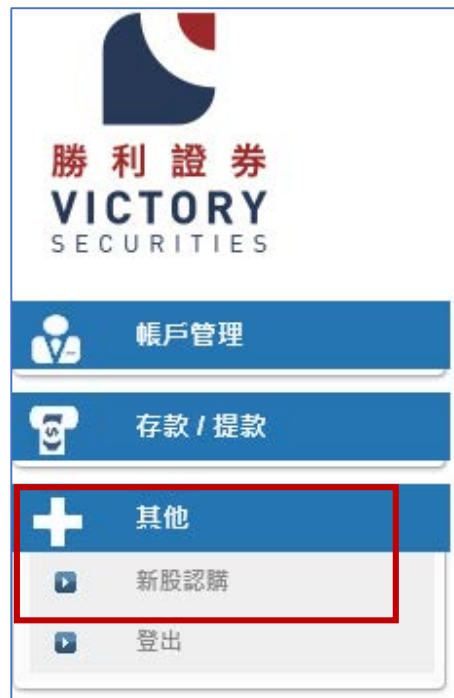 勝利證券
VICTORY
SECURITIES
帳戶管理
存款 / 提款
其他
新股認購
登出